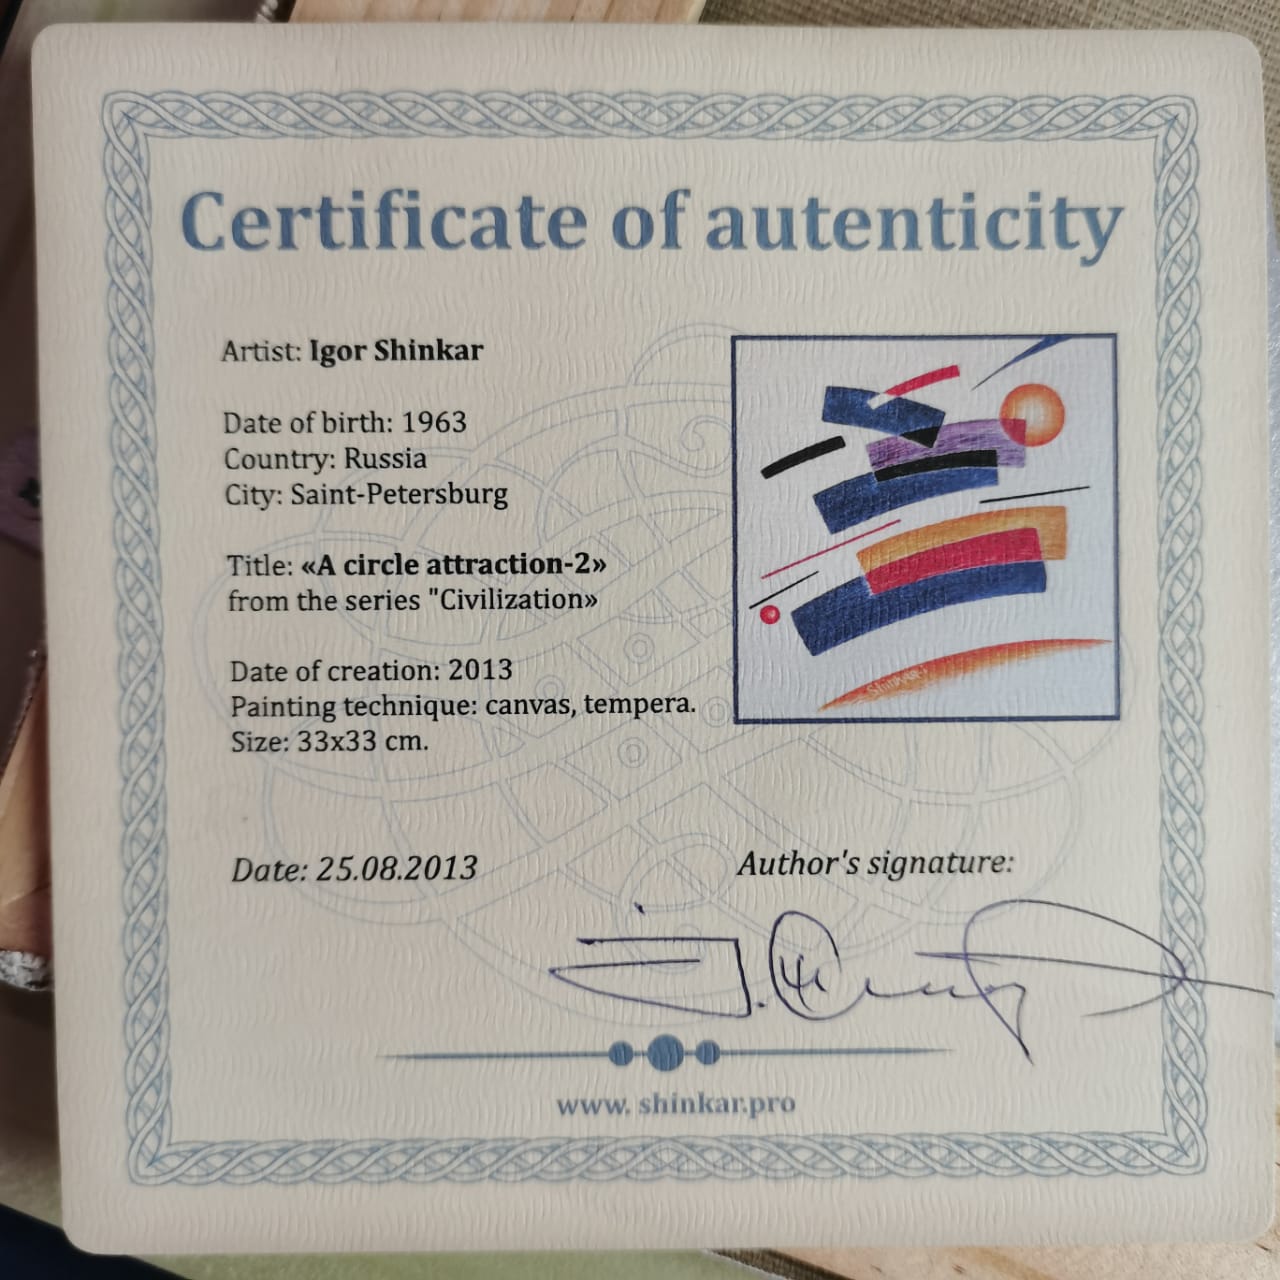 Certificate of autenticity
Artist: Igor Shinkar
Date of birth: 1963
Country: Russia
City: Saint-Petersburg
Title: «A circle attraction-2»
from the series "Civilization»
Date of creation: 2013
Painting technique: canvas, tempera.
Size: 33x33 cm.
Date: 25.08.2013
Author's signature:
www. shinkar.pro